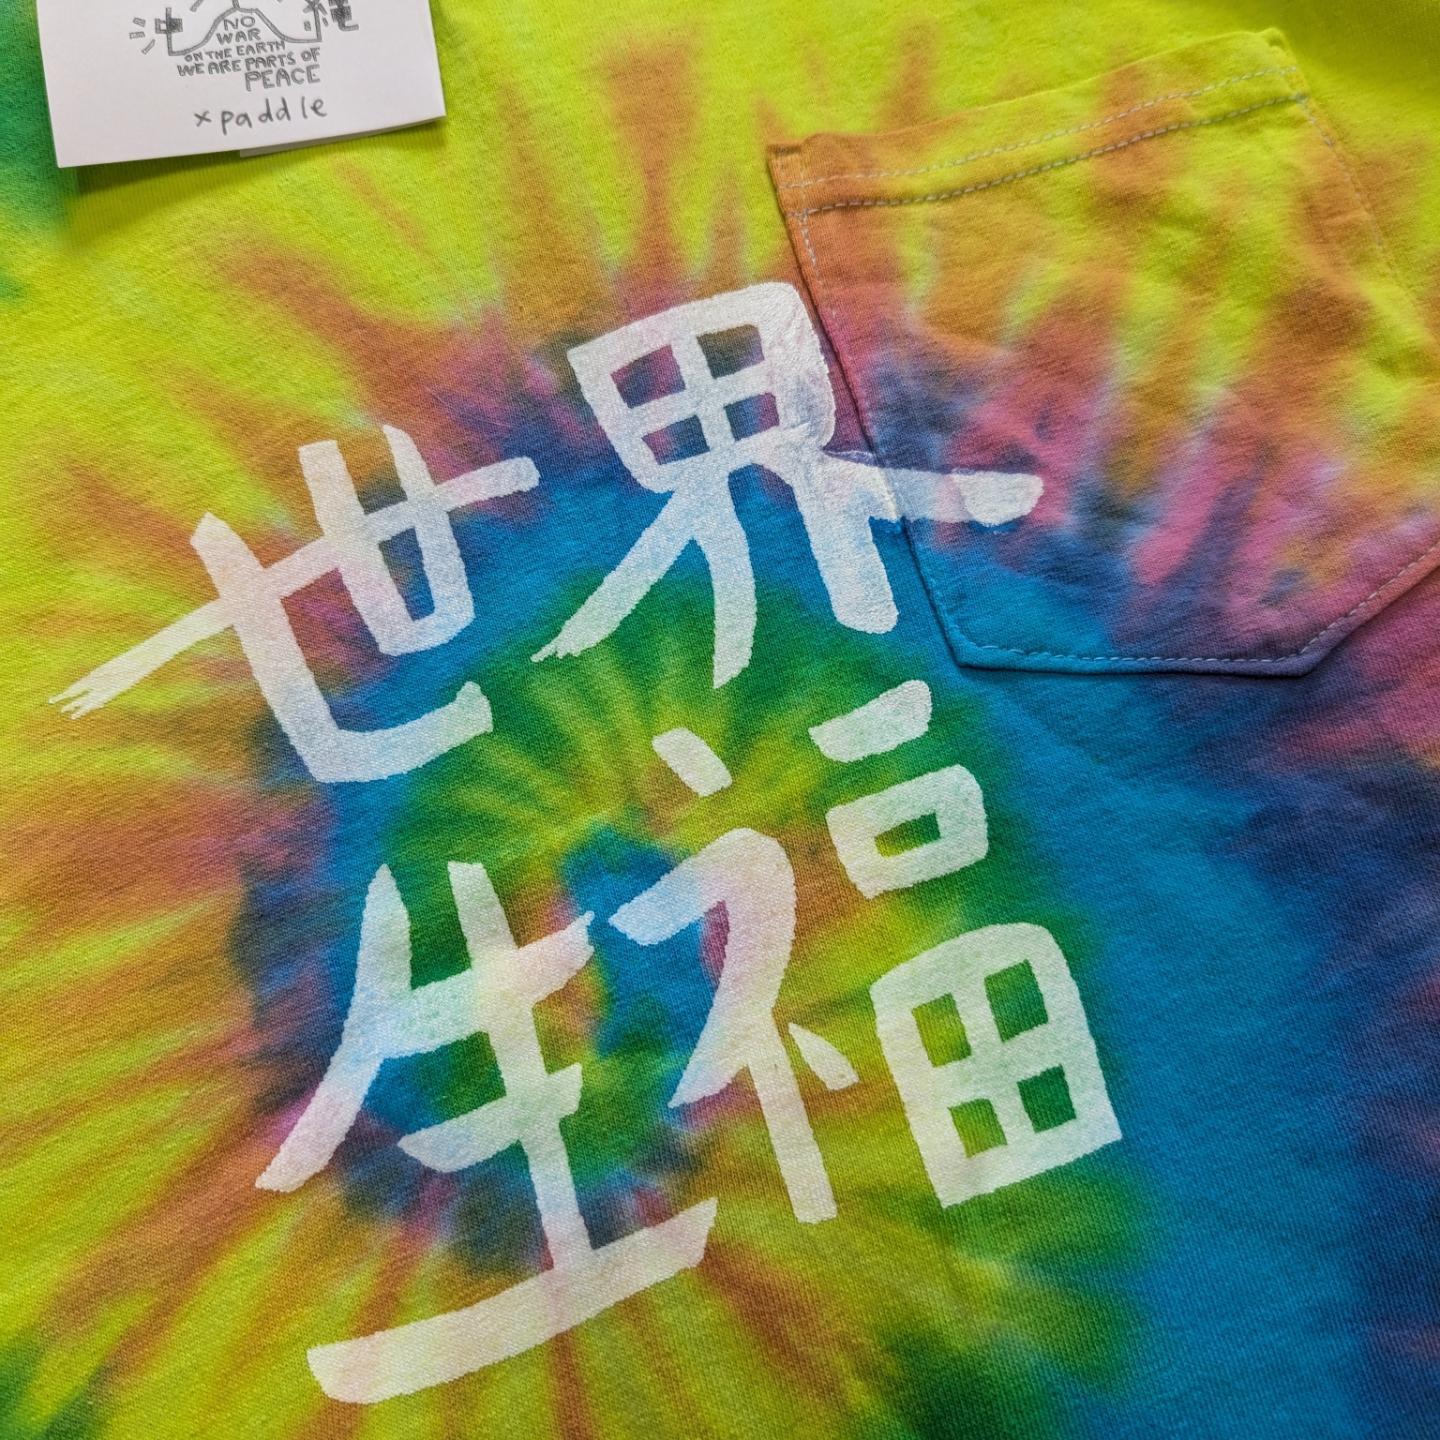 NO
WAR
ON THE EARTH
WE ARE PARTS OF
PEACE
×paddle
世界
生福